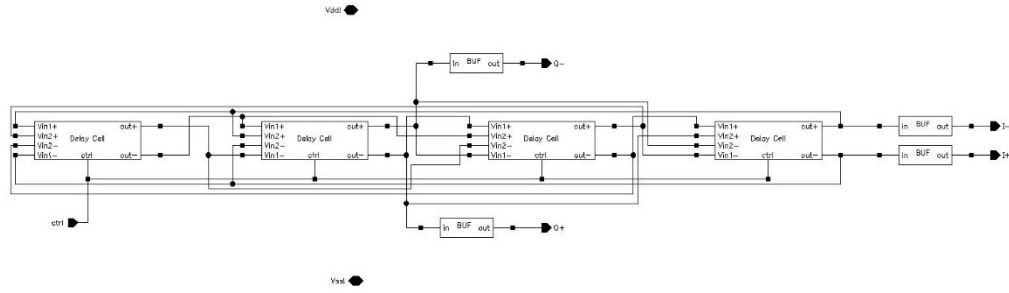 Vdd!
in BUF out
Q-
Vin1+ out+
Vin2+
Delay Cell
Vin2-
Vin1- ctrl out-
Vin1+ out+
Vin2+
Delay Cell
Vin2-
Vin1- ctrl out-
Vin1+ out+
Vin2+
Delay Cell
Vin2-
Vin1- ctrl out-
Vin1+ out+
Vin2+
Delay Cell
Vin2-
Vin1- ctrl out-
in BUF out
I-
in BUF out
I+
ctrl
in BUF out
Q+
Vss!